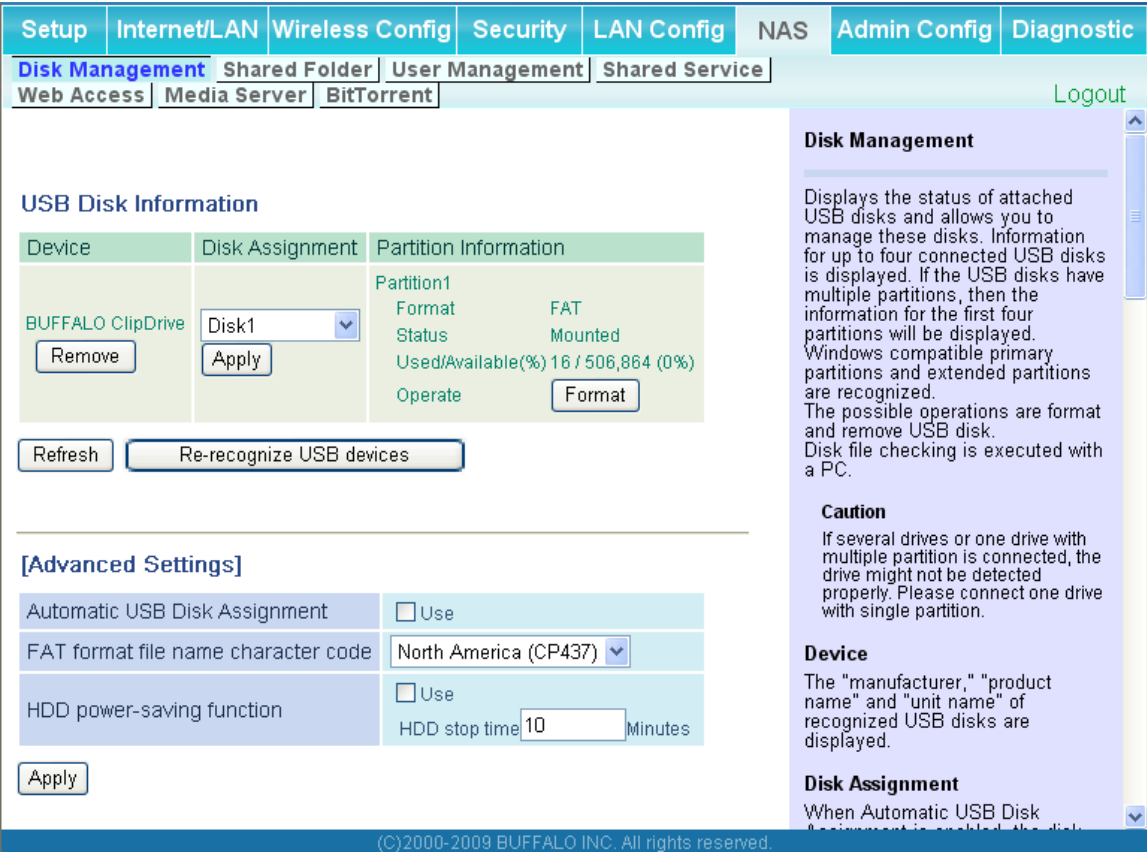 Setup Internet/LAN Wireless Config Security LAN Config NAS Admin Config Diagnostic
Disk Management Shared Folder User Management Shared Service
Web Access Media Server BitTorrent
Logout
USB Disk Information
Device Disk Assignment Partition Information
BUFFALO ClipDrive
Remove
Disk1
Apply
Partition1
Format FAT
Status Mounted
Used/Available(%) 16 / 506,864 (0%)
Operate Format
Refresh Re-recognize USB devices
[Advanced Settings]
Automatic USB Disk Assignment Use
FAT format file name character code North America (CP437)
HDD power-saving function Use
HDD stop time 10 Minutes
Apply
Disk Management
Displays the status of attached
USB disks and allows you to
manage these disks. Information
for up to four connected USB disks
is displayed. If the USB disks have
multiple partitions, then the
information for the first four
partitions will be displayed.
Windows compatible primary
partitions and extended partitions
are recognized.
The possible operations are format
and remove USB disk.
Disk file checking is executed with
a PC.
Caution
If several drives or one drive with
multiple partition is connected, the
drive might not be detected
properly. Please connect one drive
with single partition.
Device
The "manufacturer," "product
name" and "unit name" of
recognized USB disks are
displayed.
Disk Assignment
When Automatic USB Disk
(C)2000-2009 BUFFALO INC. All rights reserved.